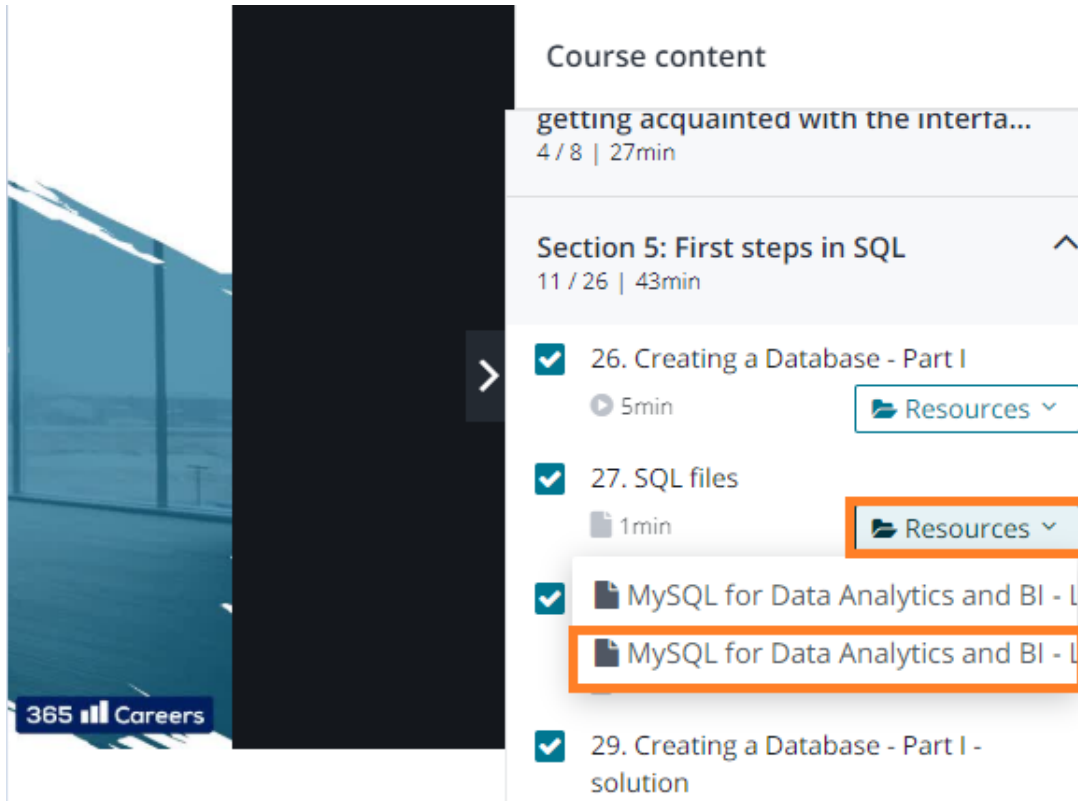 Course content
getting acquainted with the interfa...
4 / 8 | 27min
Section 5: First steps in SQL
11 / 26 | 43min
26. Creating a Database - Part I
5min
Resources
27. SQL files
1min
Resources
MySQL for Data Analytics and BI - L
MySQL for Data Analytics and BI - L
29. Creating a Database - Part I -
solution
365 Careers